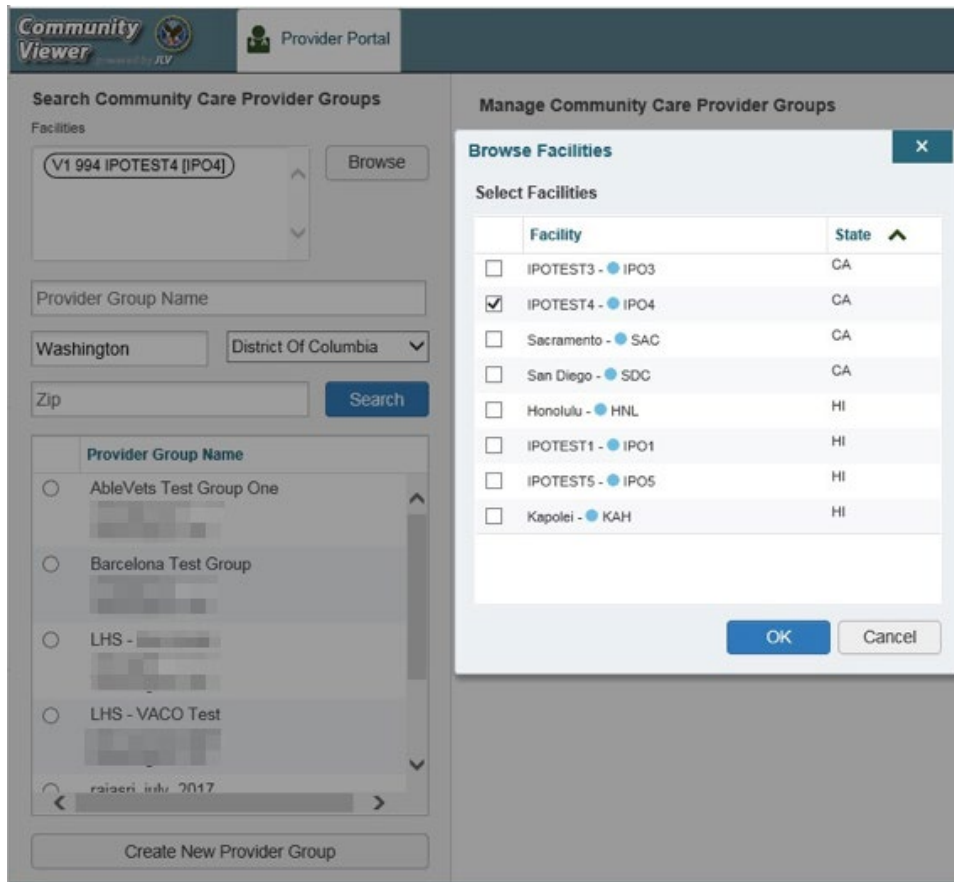 Community
Viewer powered by JLV
Provider Portal
Search Community Care Provider Groups
Facilities
V1 994 IPOTEST4 [IPO4]
Browse
Provider Group Name
Washington
District Of Columbia
Zip
Search
Provider Group Name
AbleVets Test Group One
Barcelona Test Group
LHS -
LHS - VACO Test
rajasri_july_2017
Create New Provider Group
Manage Community Care Provider Groups
Browse Facilities
x
Select Facilities
Facility State
IPOTEST3 - IPO3 CA
IPOTEST4 - IPO4 CA
Sacramento - SAC CA
San Diego - SDC CA
Honolulu - HNL HI
IPOTEST1 - IPO1 HI
IPOTEST5 - IPO5 HI
Kapolei - KAH HI
OK Cancel